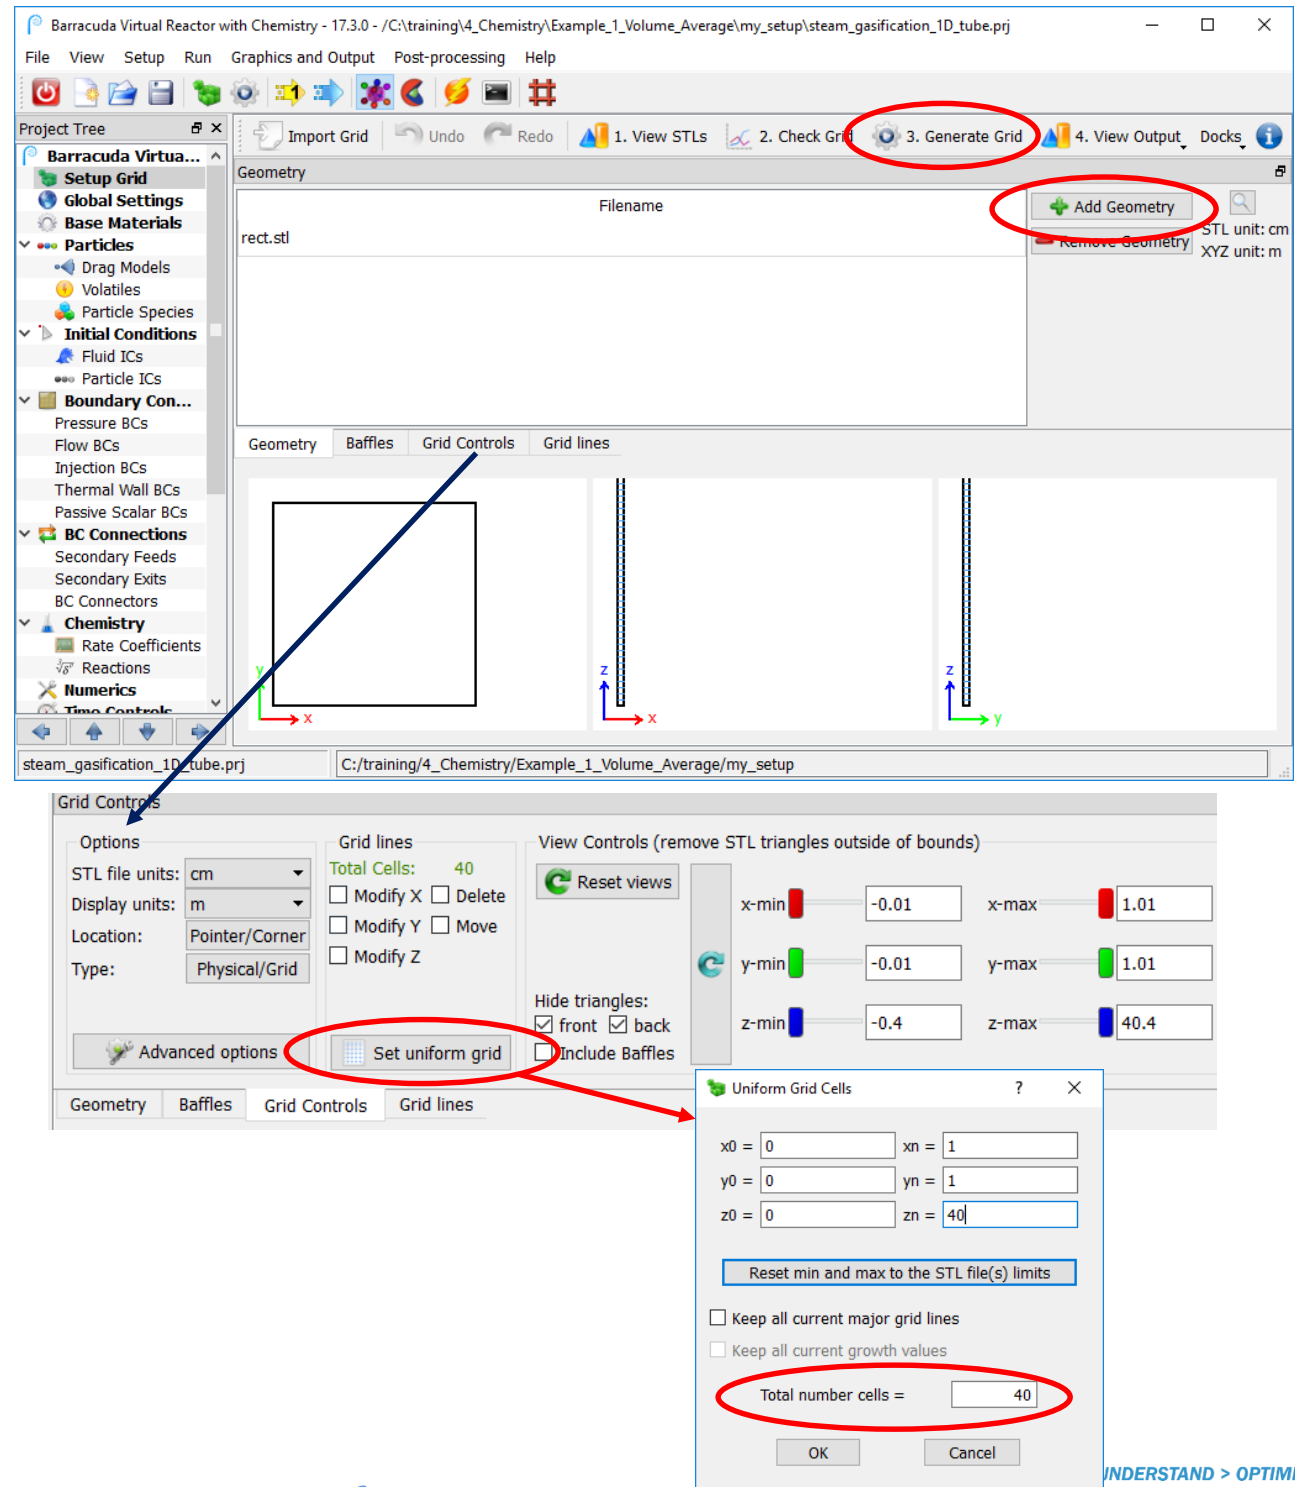 Barracuda Virtual Reactor with Chemistry - 17.3.0 - /C:\training\4_Chemistry\Example_1_Volume_Average\my_setup\steam_gasification_1D_tube.prj
File View Setup Run Graphics and Output Post-processing Help
Project Tree
Import Grid Undo Redo 1. View STLs 2. Check Grid 3. Generate Grid 4. View Output Docks
Barracuda Virtua...
Setup Grid
Global Settings
Base Materials
Particles
Drag Models
Volatiles
Particle Species
Initial Conditions
Fluid ICs
Particle ICs
Boundary Con...
Pressure BCs
Flow BCs
Injection BCs
Thermal Wall BCs
Passive Scalar BCs
BC Connections
Secondary Feeds
Secondary Exits
BC Connectors
Chemistry
Rate Coefficients
Reactions
Numerics
Time Controls
Geometry
Filename
rect.stl
Add Geometry
Remove Geometry
STL unit: cm
XYZ unit: m
Geometry Baffles Grid Controls Grid lines
y x
z x
z y
steam_gasification_1D_tube.prj
C:/training/4_Chemistry/Example_1_Volume_Average/my_setup
Grid Controls
Options
STL file units: cm
Display units: m
Location: Pointer/Corner
Type: Physical/Grid
Advanced options
Grid lines
Total Cells: 40
Modify X Delete
Modify Y Move
Modify Z
Set uniform grid
View Controls (remove STL triangles outside of bounds)
Reset views
Hide triangles:
front back
Include Baffles
x-min -0.01 x-max 1.01
y-min -0.01 y-max 1.01
z-min -0.4 z-max 40.4
Geometry Baffles Grid Controls Grid lines
Uniform Grid Cells ?
x0 = 0 xn = 1
y0 = 0 yn = 1
z0 = 0 zn = 40
Reset min and max to the STL file(s) limits
Keep all current major grid lines
Keep all current growth values
Total number cells = 40
OK Cancel
NDERSTAND > OPTIMI